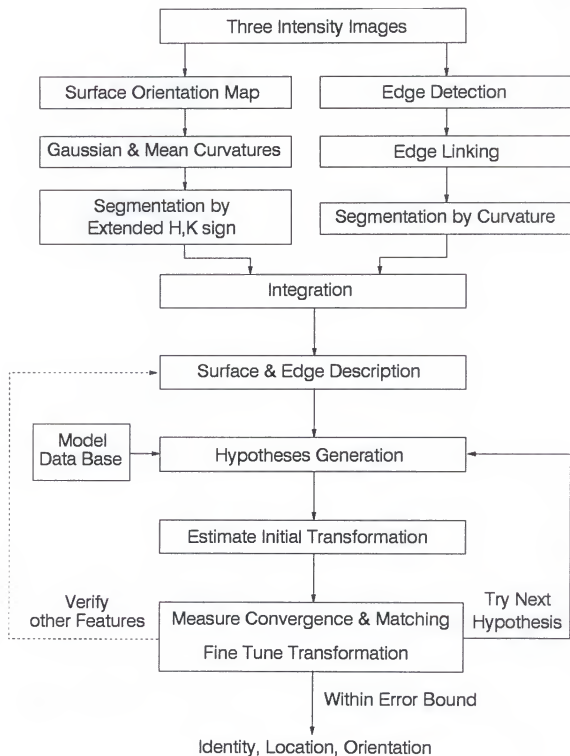 Three Intensity Images
Surface Orientation Map
Edge Detection
Gaussian & Mean Curvatures
Edge Linking
Segmentation by
Extended H,K sign
Segmentation by Curvature
Integration
Surface & Edge Description
Model
Data Base
Hypotheses Generation
Estimate Initial Transformation
Verify
other Features
Measure Convergence & Matching
Fine Tune Transformation
Try Next
Hypothesis
Within Error Bound
Identity, Location, Orientation